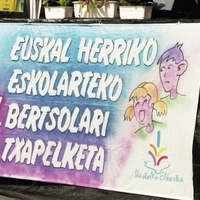 EUSKAL HERRIKO
ESKOLARTEKO
BERTSOLARI
TXAPELKETA